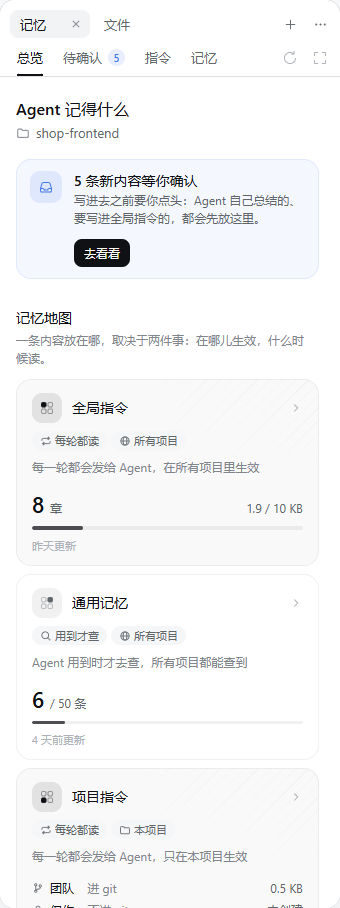 记忆 × 文件
总览 待确认 5 指令 记忆
Agent 记得什么
shop-frontend
5 条新内容等你确认
写进去之前要你点头：Agent 自己总结的、
要写进全局指令的，都会先放这里。
去看看
记忆地图
一条内容放在哪，取决于两件事：在哪儿生效，什么时
候读。
全局指令
每轮都读 所有项目
每一轮都会发给 Agent，在所有项目里生效
8 章 1.9 / 10 KB
昨天更新
通用记忆
用到才查 所有项目
Agent 用到时才去查，所有项目都能查到
6 / 50 条
4 天前更新
项目指令
每轮都读 本项目
每一轮都会发给 Agent，只在本项目生效
团队 进 git 0.5 KB